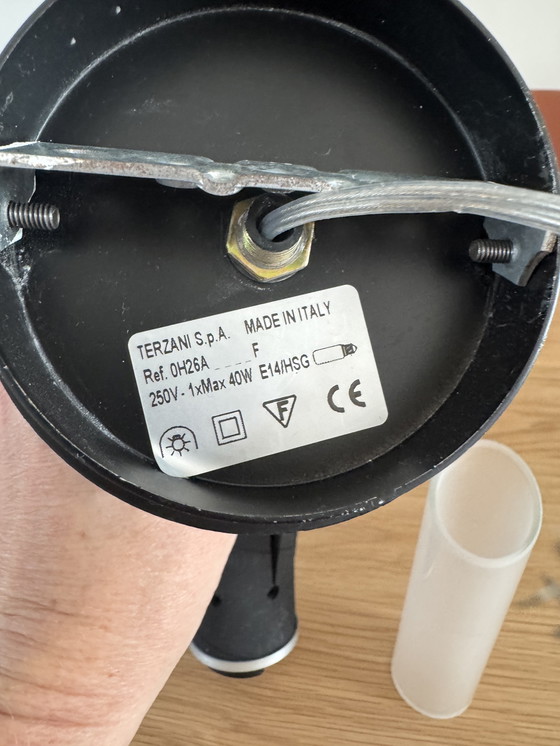 TERZANI S.p.A. MADE IN ITALY
Ref. 0H26A _ _ _ _ F
250V - 1xMax 40W E14/HSG
F CE